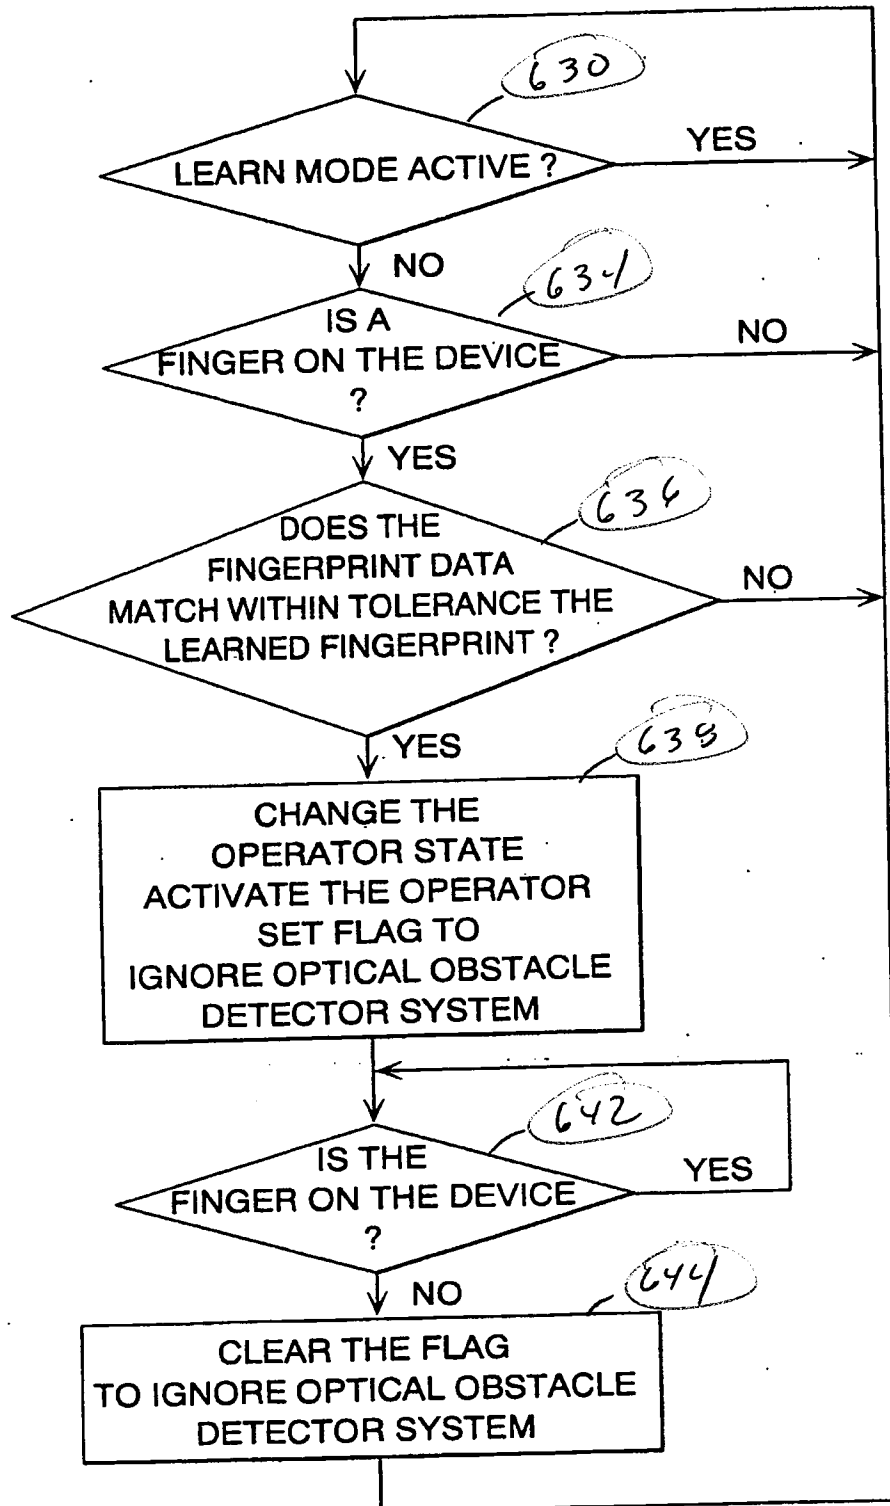 630
LEARN MODE ACTIVE ?
YES
NO
634
IS A
FINGER ON THE DEVICE
?
NO
YES
636
DOES THE
FINGERPRINT DATA
MATCH WITHIN TOLERANCE THE
LEARNED FINGERPRINT ?
NO
YES
638
CHANGE THE
OPERATOR STATE
ACTIVATE THE OPERATOR
SET FLAG TO
IGNORE OPTICAL OBSTACLE
DETECTOR SYSTEM
642
IS THE
FINGER ON THE DEVICE
?
YES
NO
644
CLEAR THE FLAG
TO IGNORE OPTICAL OBSTACLE
DETECTOR SYSTEM